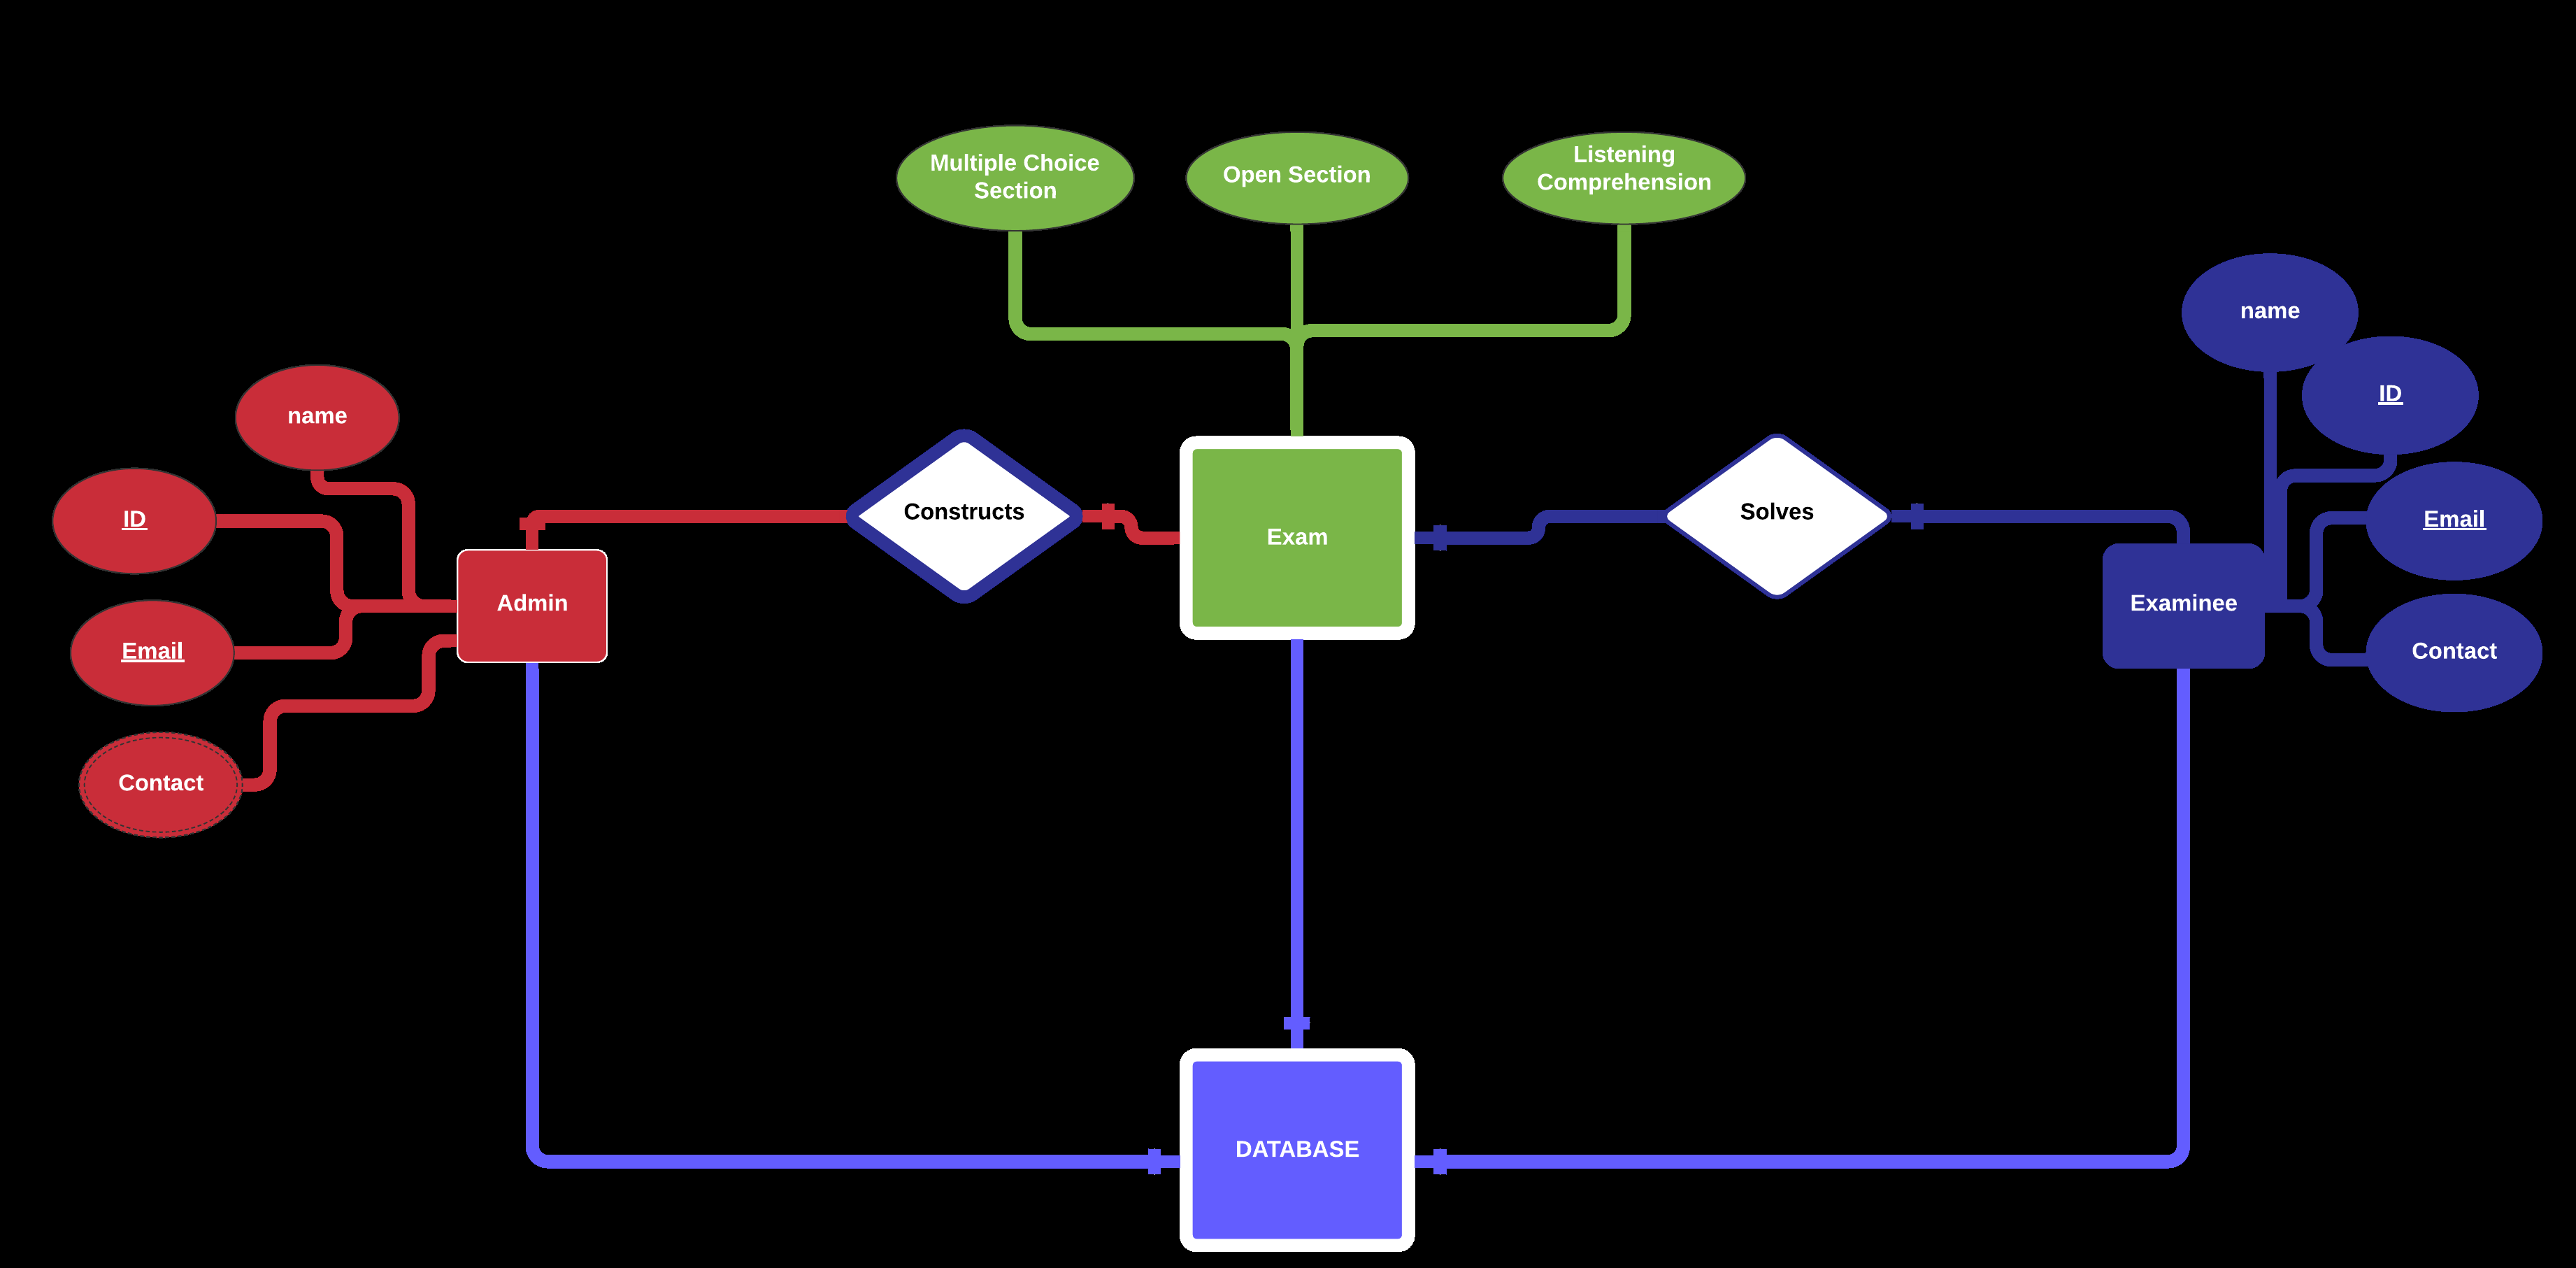 Multiple Choice
Section
Open Section
Listening
Comprehension
name
ID
Email
Contact
name
ID
Email
Contact
Admin
Constructs
Exam
Solves
Examinee
DATABASE